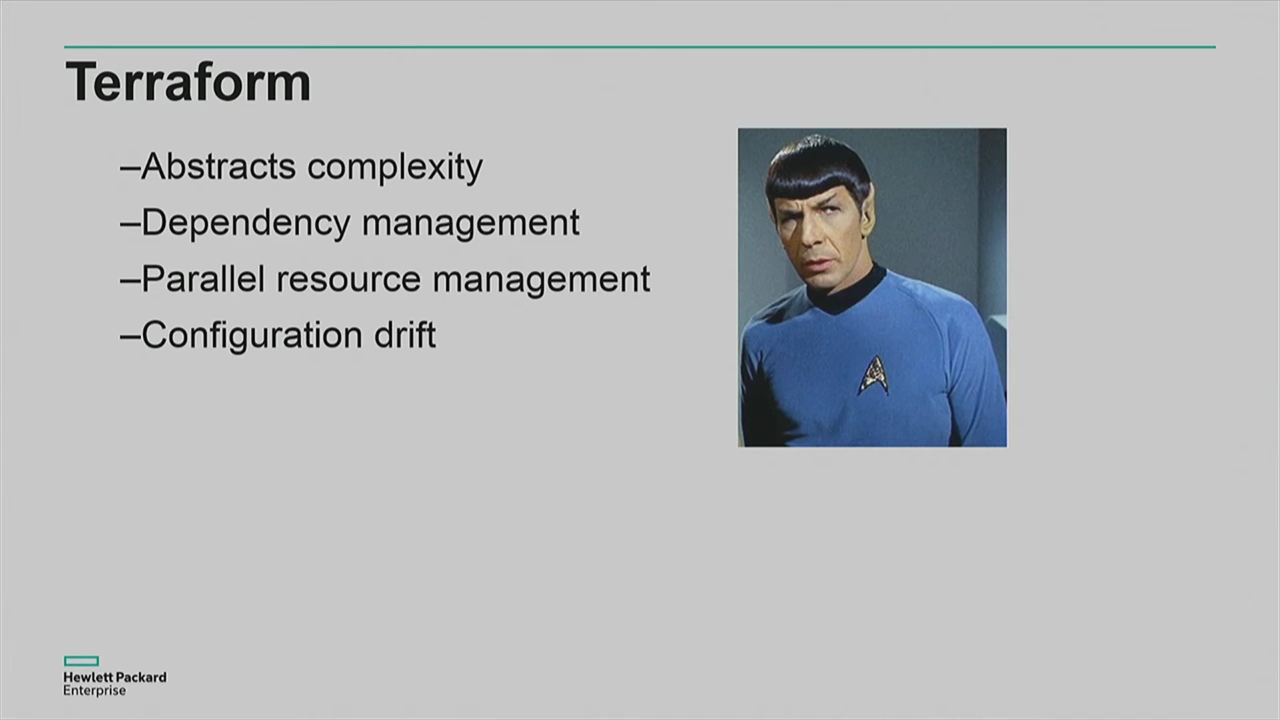 Terraform
–Abstracts complexity
–Dependency management
–Parallel resource management
–Configuration drift
Hewlett Packard
Enterprise